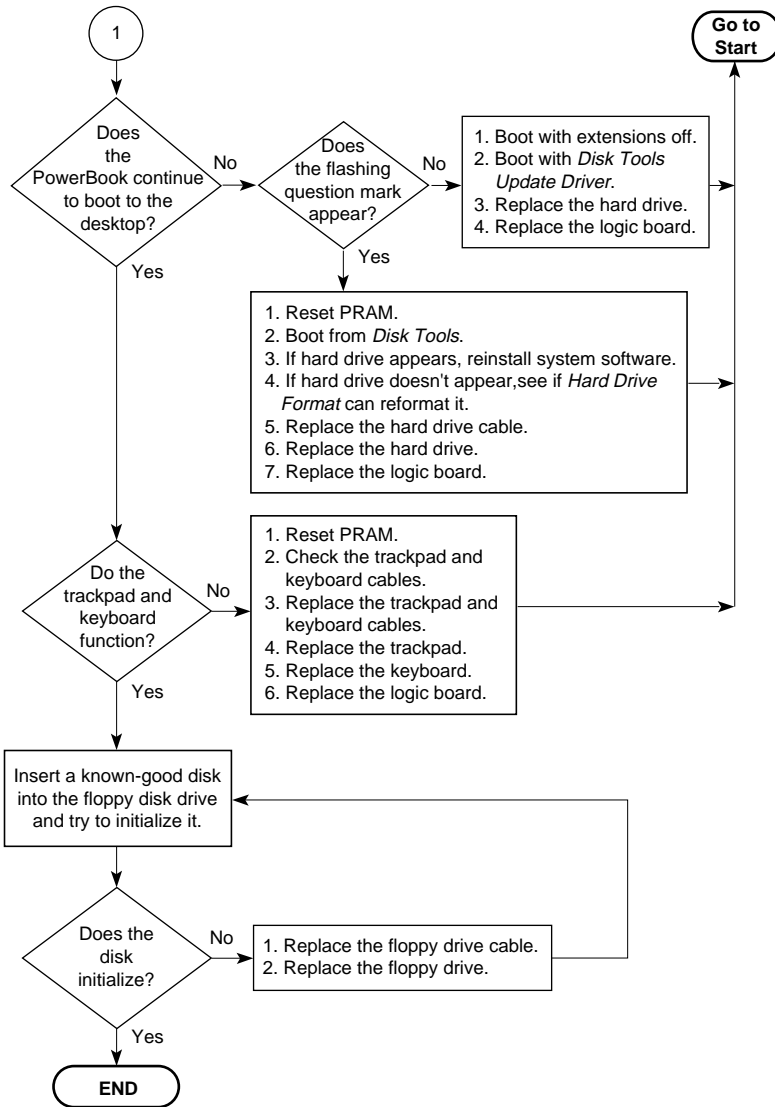 1
Go to
Start
Does
the
PowerBook continue
to boot to the
desktop?
No
Yes
Does
the flashing
question mark
appear?
No
Yes
1. Boot with extensions off.
2. Boot with Disk Tools
Update Driver.
3. Replace the hard drive.
4. Replace the logic board.
1. Reset PRAM.
2. Boot from Disk Tools.
3. If hard drive appears, reinstall system software.
4. If hard drive doesn't appear,see if Hard Drive
Format can reformat it.
5. Replace the hard drive cable.
6. Replace the hard drive.
7. Replace the logic board.
Do the
trackpad and
keyboard
function?
No
Yes
1. Reset PRAM.
2. Check the trackpad and
keyboard cables.
3. Replace the trackpad and
keyboard cables.
4. Replace the trackpad.
5. Replace the keyboard.
6. Replace the logic board.
Insert a known-good disk
into the floppy disk drive
and try to initialize it.
Does the
disk
initialize?
No
Yes
1. Replace the floppy drive cable.
2. Replace the floppy drive.
END